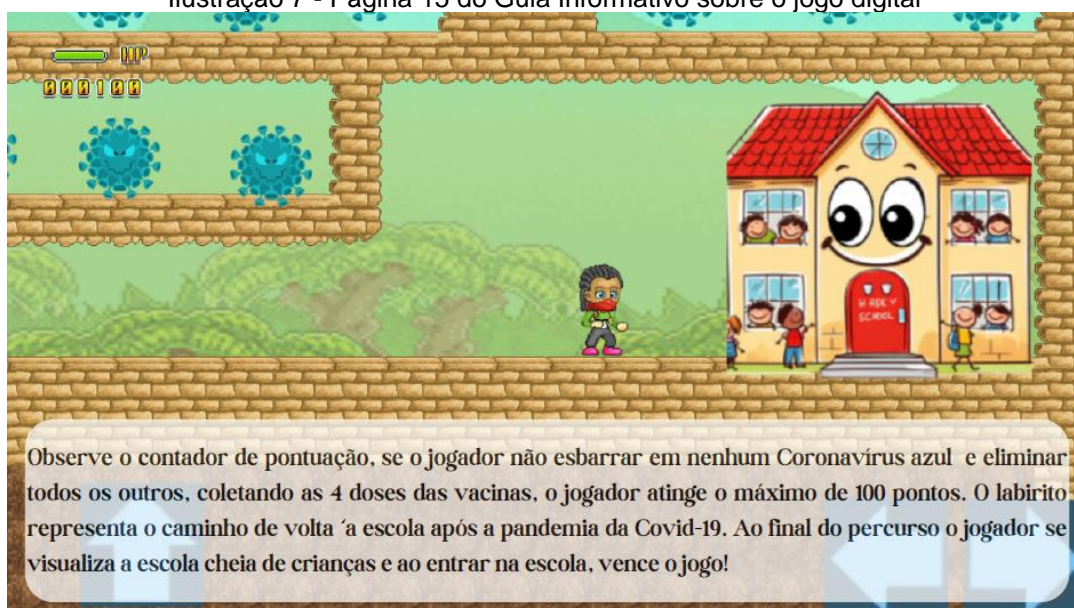 Ilustração 7 - Página 15 do Guia Informativo sobre o jogo digital
HP
000100
HAPPY
SCHOOL
Observe o contador de pontuação, se o jogador não esbarrar em nenhum Coronavírus azul e eliminar
todos os outros, coletando as 4 doses das vacinas, o jogador atinge o máximo de 100 pontos. O labirito
representa o caminho de volta ´a escola após a pandemia da Covid-19. Ao final do percurso o jogador se
visualiza a escola cheia de crianças e ao entrar na escola, vence o jogo!